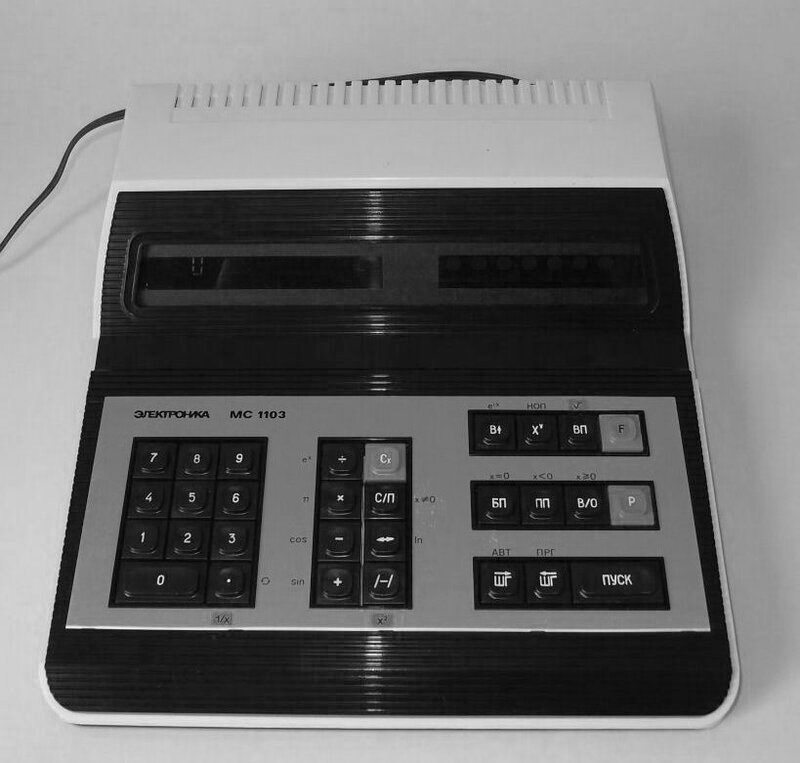 ЭЛЕКТРОНИКА МС 1103
НОП √
В↑ Xʸ ВП F
7 8 9 eˣ ÷ Cx
x=0 x<0 x≥0
4 5 6 π × С/П x≠0 БП ПП В/О Р
1 2 3 cos − ln
АВТ ПРГ
0 · sin + /−/ ШГ ШГ ПУСК
1/x x²